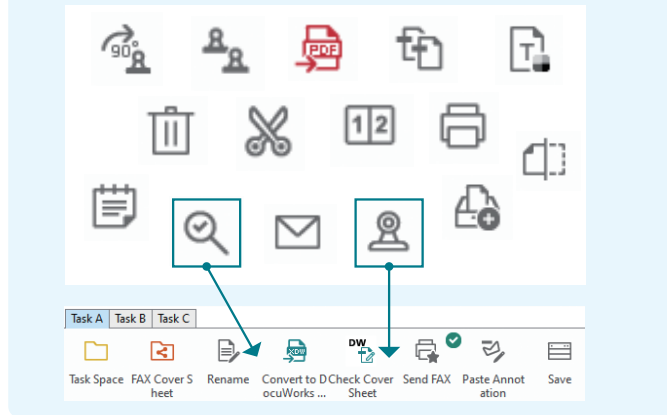 90°
PDF
T
1 2
Task A Task B Task C
XDW DW
Task Space FAX Cover S Rename Convert to D Check Cover Send FAX Paste Annot Save
heet ocuWorks ... Sheet ation